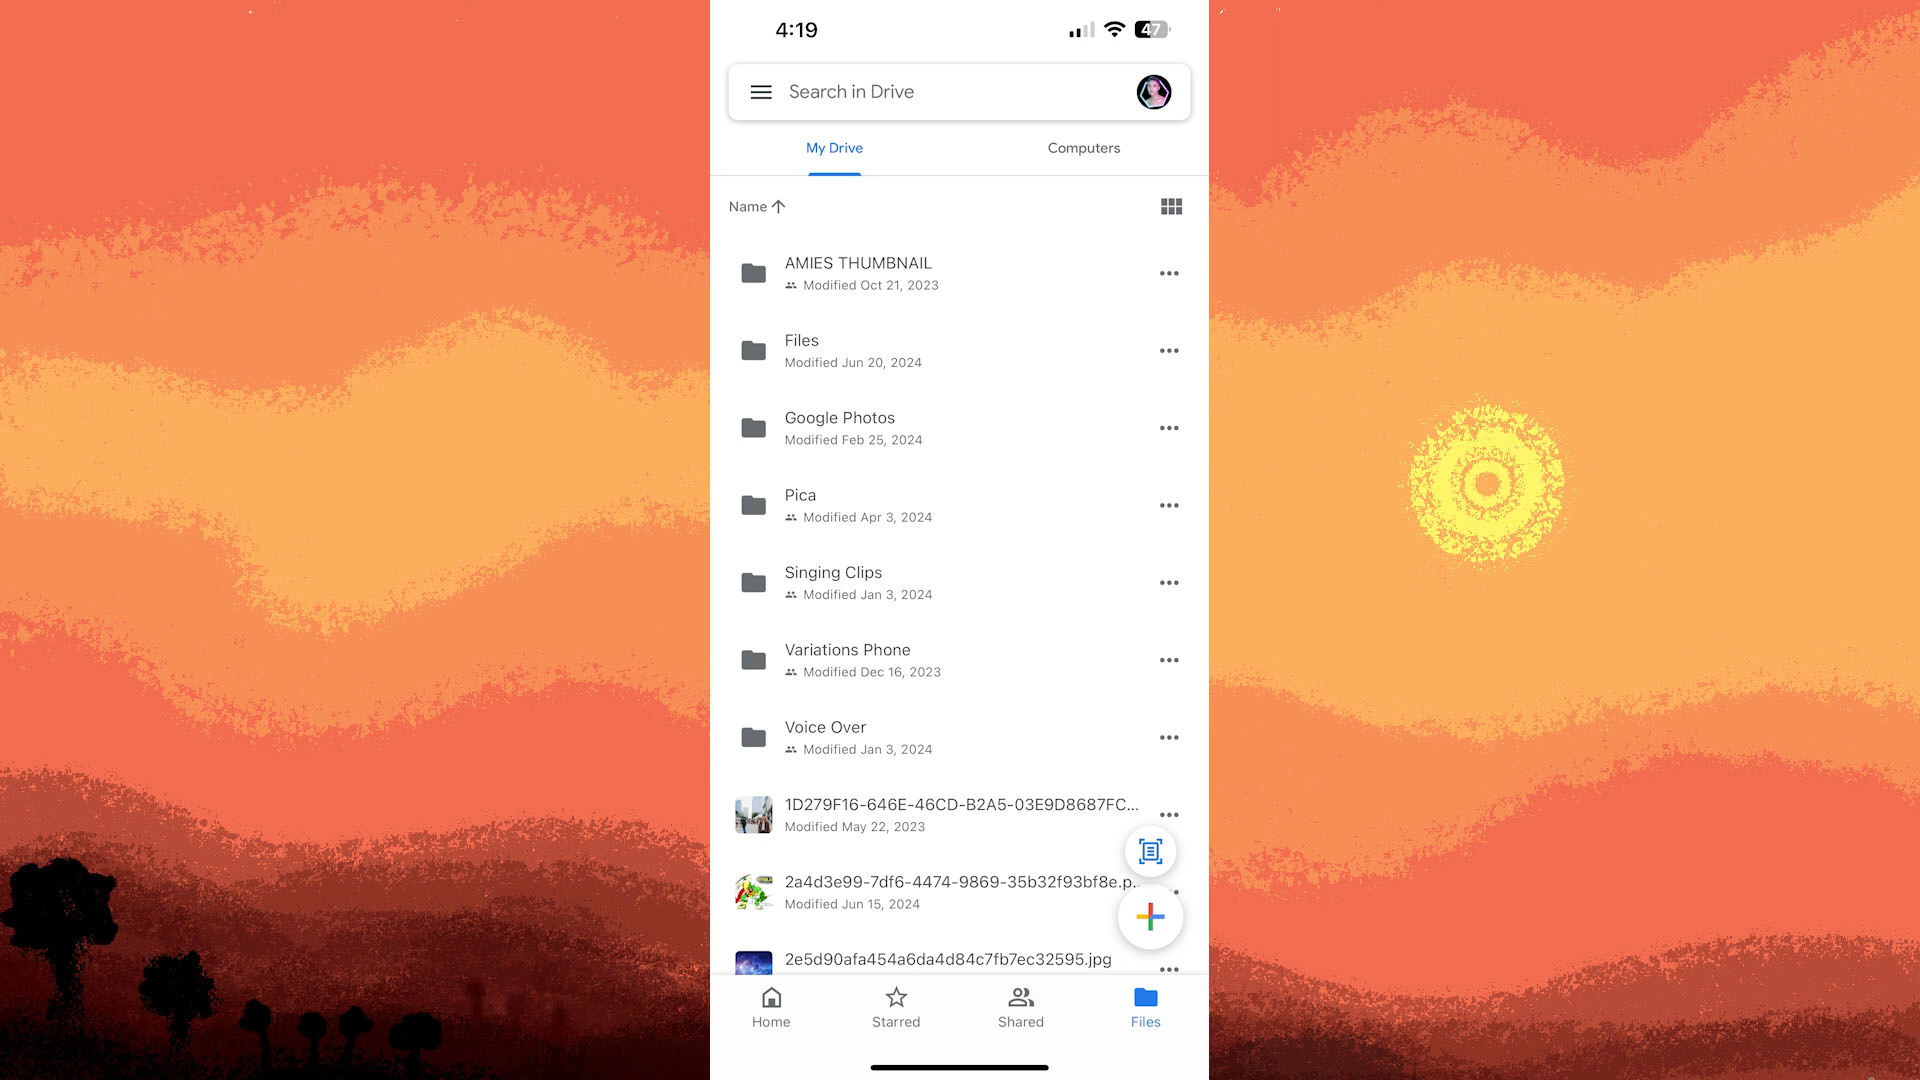 4:19
47
Search in Drive
My Drive
Computers
Name
AMIES THUMBNAIL
Modified Oct 21, 2023
Files
Modified Jun 20, 2024
Google Photos
Modified Feb 25, 2024
Pica
Modified Apr 3, 2024
Singing Clips
Modified Jan 3, 2024
Variations Phone
Modified Dec 16, 2023
Voice Over
Modified Jan 3, 2024
1D279F16-646E-46CD-B2A5-03E9D8687FC...
Modified May 22, 2023
2a4d3e99-7df6-4474-9869-35b32f93bf8e.p...
Modified Jun 15, 2024
2e5d90afa454a6da4d84c7fb7ec32595.jpg
Home
Starred
Shared
Files